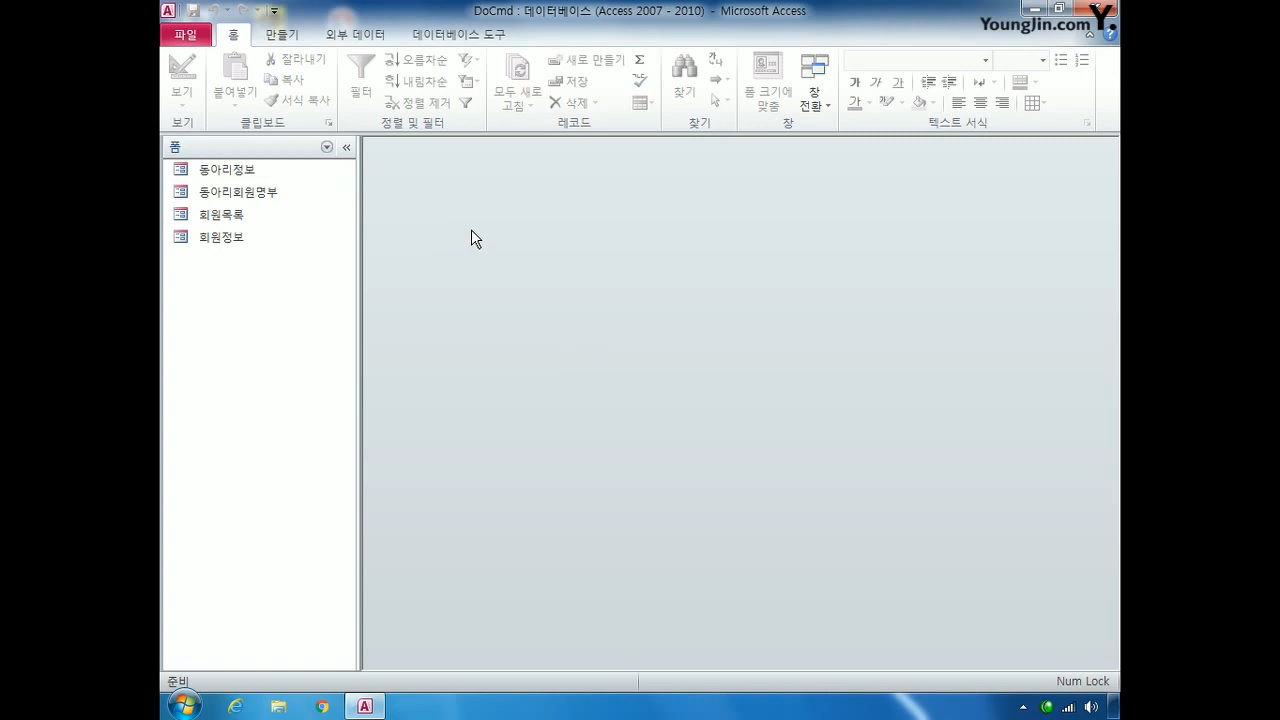 DoCmd : 데이터베이스 (Access 2007 - 2010) - Microsoft Access
Younglin.com Y.
파일 홈 만들기 외부 데이터 데이터베이스 도구
보기
붙여넣기
잘라내기
복사
서식 복사
필터
오름차순
내림차순
정렬 제거
모두 새로 고침
새로 만들기
저장
삭제
찾기
폼 크기에 맞춤
창 전환
가 가 가
가
보기 클립보드 정렬 및 필터 레코드 찾기 창 텍스트 서식
폼
동아리정보
동아리회원명부
회원목록
회원정보
준비
Num Lock